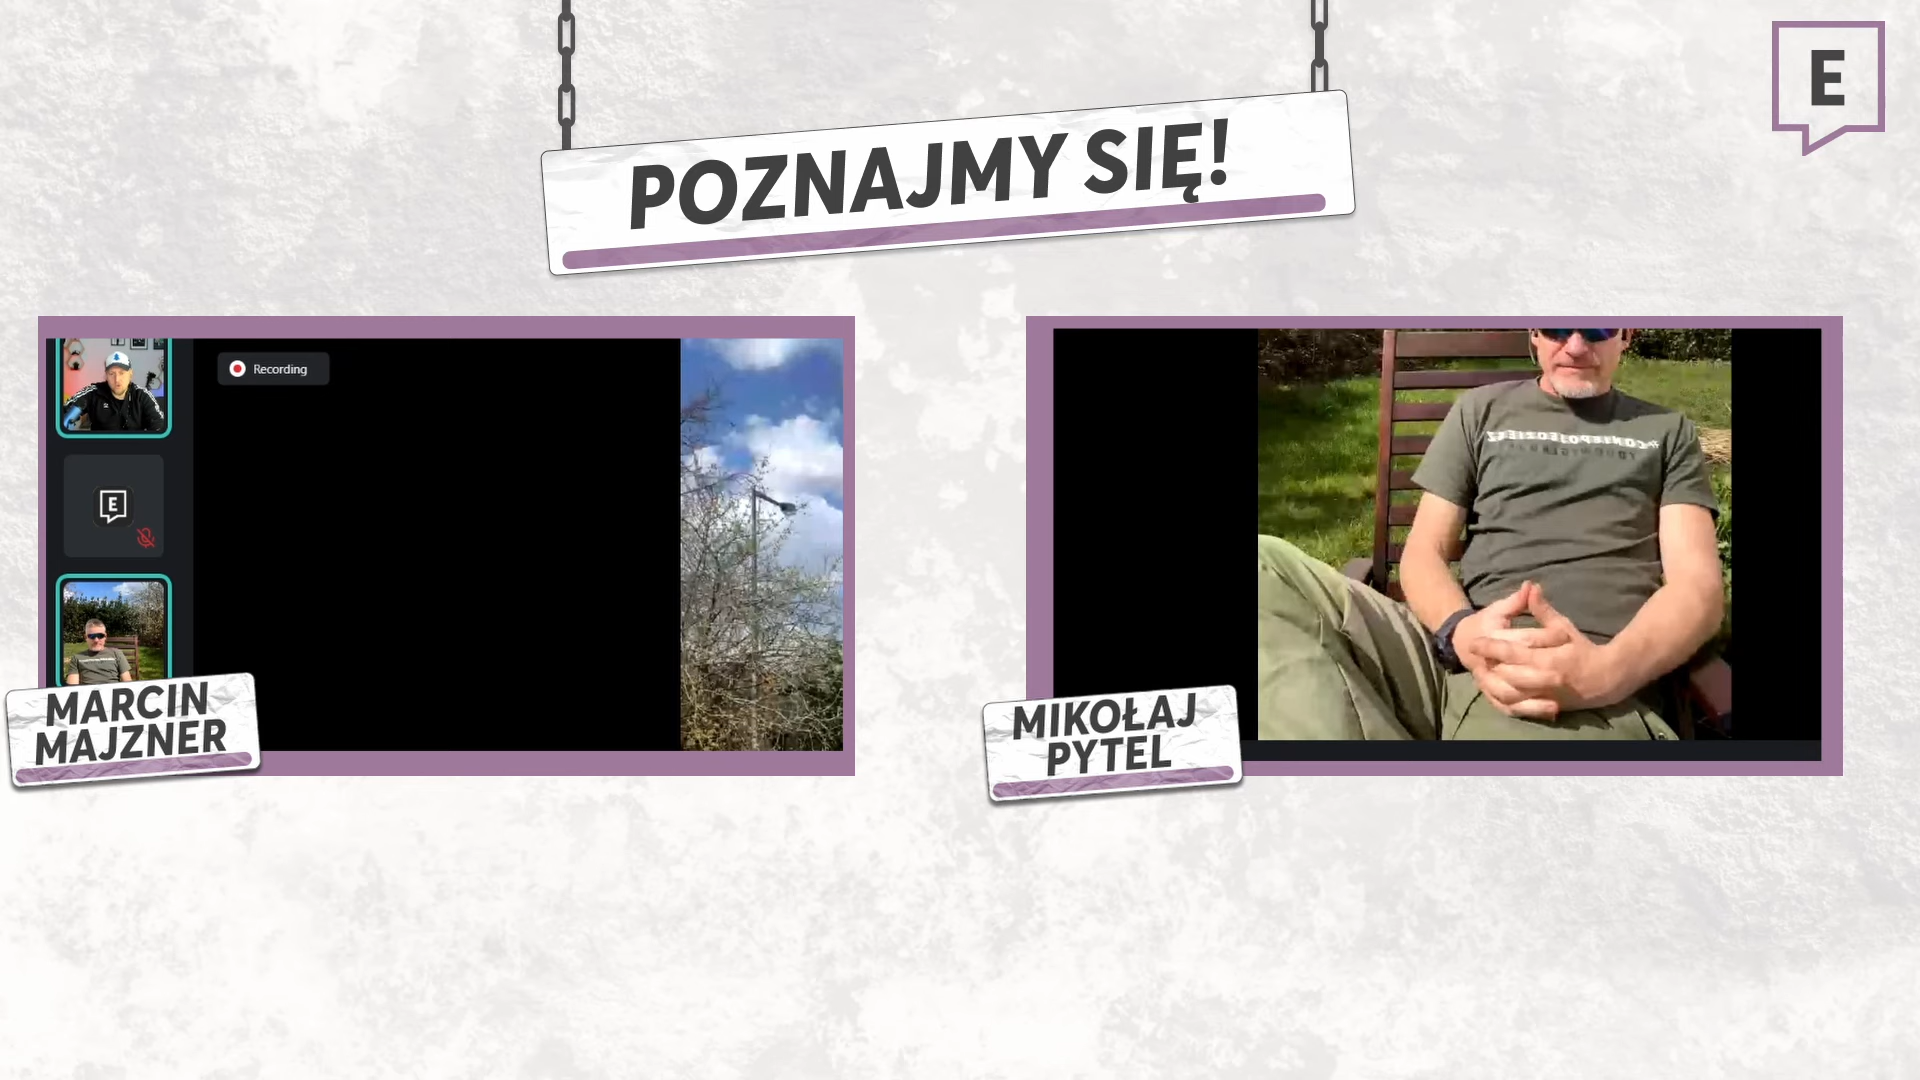 E
POZNAJMY SIĘ!
Recording
E
MARCIN
MAJZNER
MIKOŁAJ
PYTEL